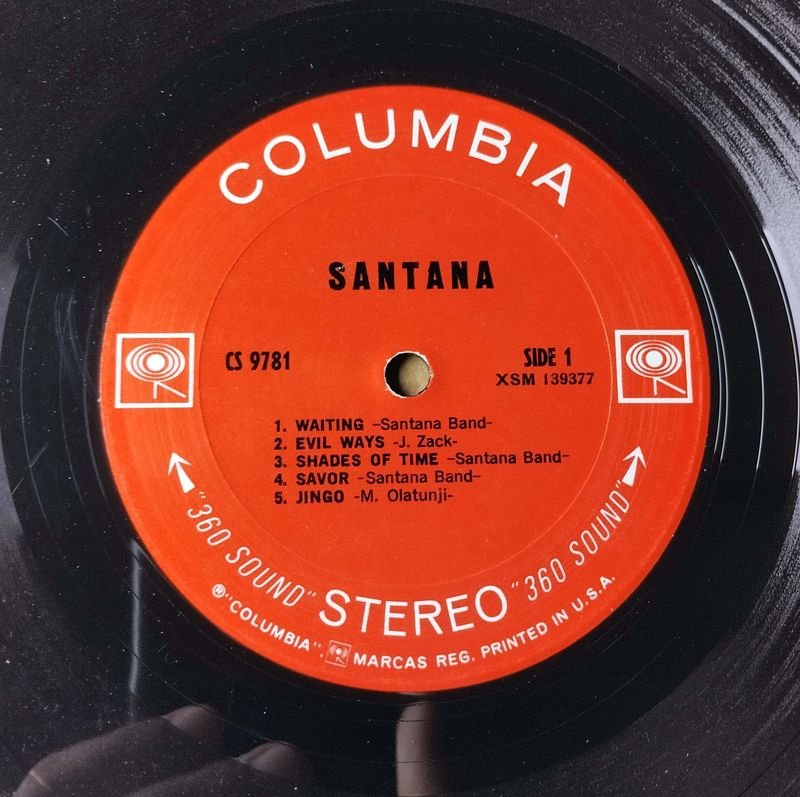 COLUMBIA
SANTANA
CS 9781
SIDE 1
XSM 139377
1. WAITING -Santana Band-
2. EVIL WAYS -J. Zack-
3. SHADES OF TIME -Santana Band-
4. SAVOR -Santana Band-
5. JINGO -M. Olatunji-
"360 SOUND" STEREO "360 SOUND"
®"COLUMBIA", MARCAS REG. PRINTED IN U.S.A.